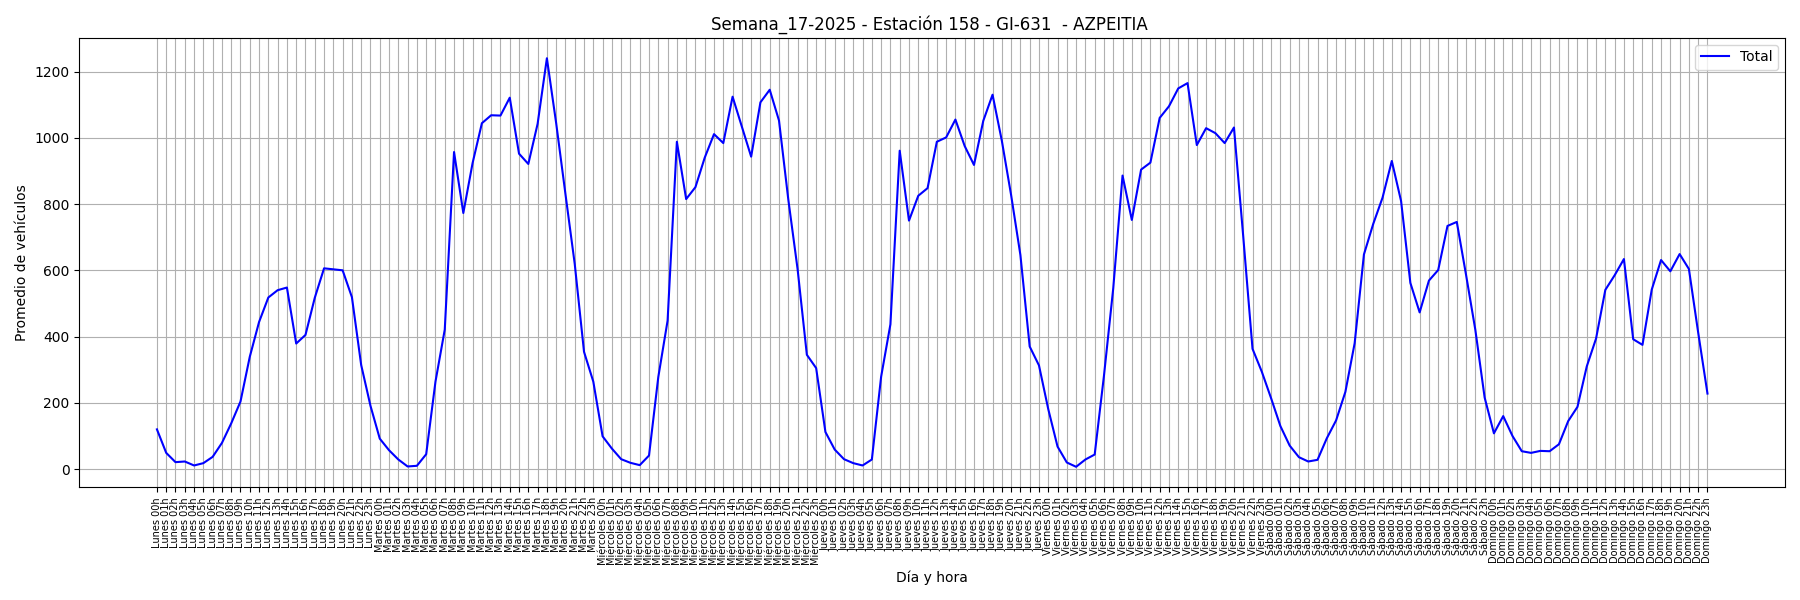 Semana_17-2025 - Estación 158 - GI-631  - AZPEITIA
Total
Promedio de vehículos
1200
1000
800
600
400
200
0
Lunes 00h
Lunes 01h
Lunes 02h
Lunes 03h
Lunes 04h
Lunes 05h
Lunes 06h
Lunes 07h
Lunes 08h
Lunes 09h
Lunes 10h
Lunes 11h
Lunes 12h
Lunes 13h
Lunes 14h
Lunes 15h
Lunes 16h
Lunes 17h
Lunes 18h
Lunes 19h
Lunes 20h
Lunes 21h
Lunes 22h
Lunes 23h
Martes 00h
Martes 01h
Martes 02h
Martes 03h
Martes 04h
Martes 05h
Martes 06h
Martes 07h
Martes 08h
Martes 09h
Martes 10h
Martes 11h
Martes 12h
Martes 13h
Martes 14h
Martes 15h
Martes 16h
Martes 17h
Martes 18h
Martes 19h
Martes 20h
Martes 21h
Martes 22h
Martes 23h
Miércoles 00h
Miércoles 01h
Miércoles 02h
Miércoles 03h
Miércoles 04h
Miércoles 05h
Miércoles 06h
Miércoles 07h
Miércoles 08h
Miércoles 09h
Miércoles 10h
Miércoles 11h
Miércoles 12h
Miércoles 13h
Miércoles 14h
Miércoles 15h
Miércoles 16h
Miércoles 17h
Miércoles 18h
Miércoles 19h
Miércoles 20h
Miércoles 21h
Miércoles 22h
Miércoles 23h
Jueves 00h
Jueves 01h
Jueves 02h
Jueves 03h
Jueves 04h
Jueves 05h
Jueves 06h
Jueves 07h
Jueves 08h
Jueves 09h
Jueves 10h
Jueves 11h
Jueves 12h
Jueves 13h
Jueves 14h
Jueves 15h
Jueves 16h
Jueves 17h
Jueves 18h
Jueves 19h
Jueves 20h
Jueves 21h
Jueves 22h
Jueves 23h
Viernes 00h
Viernes 01h
Viernes 02h
Viernes 03h
Viernes 04h
Viernes 05h
Viernes 06h
Viernes 07h
Viernes 08h
Viernes 09h
Viernes 10h
Viernes 11h
Viernes 12h
Viernes 13h
Viernes 14h
Viernes 15h
Viernes 16h
Viernes 17h
Viernes 18h
Viernes 19h
Viernes 20h
Viernes 21h
Viernes 22h
Viernes 23h
Sábado 00h
Sábado 01h
Sábado 02h
Sábado 03h
Sábado 04h
Sábado 05h
Sábado 06h
Sábado 07h
Sábado 08h
Sábado 09h
Sábado 10h
Sábado 11h
Sábado 12h
Sábado 13h
Sábado 14h
Sábado 15h
Sábado 16h
Sábado 17h
Sábado 18h
Sábado 19h
Sábado 20h
Sábado 21h
Sábado 22h
Sábado 23h
Domingo 00h
Domingo 01h
Domingo 02h
Domingo 03h
Domingo 04h
Domingo 05h
Domingo 06h
Domingo 07h
Domingo 08h
Domingo 09h
Domingo 10h
Domingo 11h
Domingo 12h
Domingo 13h
Domingo 14h
Domingo 15h
Domingo 16h
Domingo 17h
Domingo 18h
Domingo 19h
Domingo 20h
Domingo 21h
Domingo 22h
Domingo 23h
Día y hora